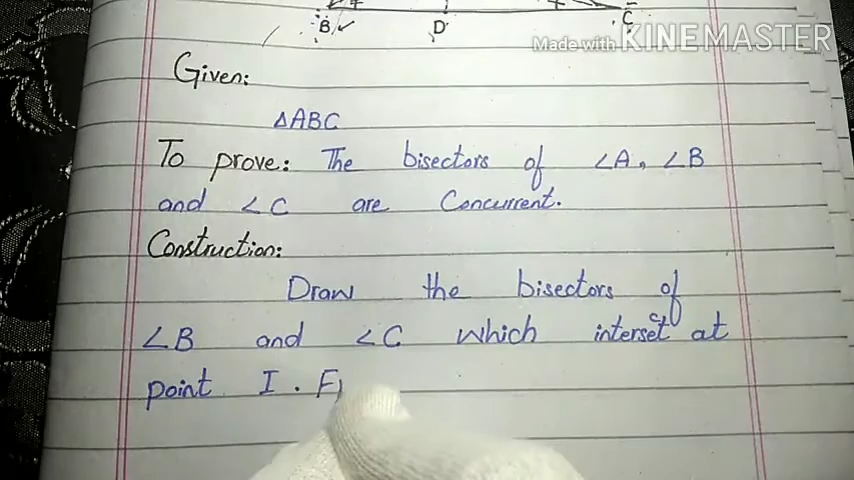 B D C
Made with KINEMASTER
Given:
ΔABC
To prove: The bisectors of ∠A, ∠B
and ∠C are Concurrent.
Construction:
Draw the bisectors of
∠B and ∠C which interset at
point I.